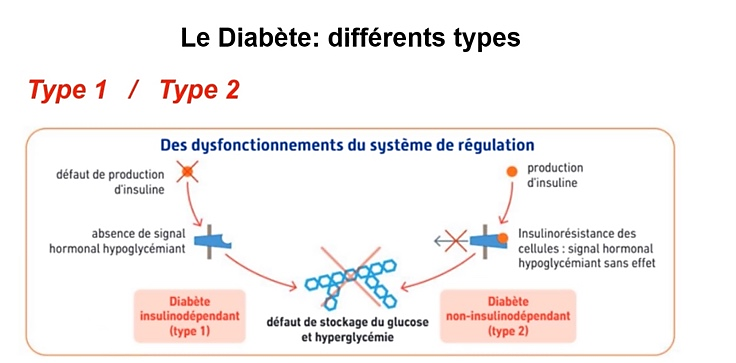 Le Diabète: différents types
Type 1 / Type 2
Des dysfonctionnements du système de régulation
défaut de production
d'insuline
absence de signal
hormonal hypoglycémiant
Diabète
insulinodépendant
(type 1)
défaut de stockage du glucose
et hyperglycémie
production
d'insuline
Insulinorésistance des
cellules : signal hormonal
hypoglycémiant sans effet
Diabète
non-insulinodépendant
(type 2)